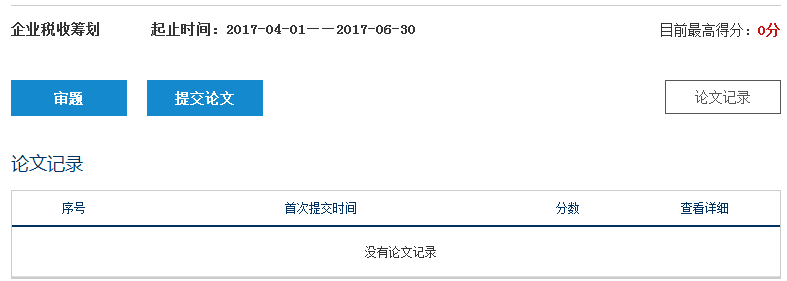 企业税收筹划 起止时间：2017-04-01－－2017-06-30 目前最高得分：0分
审题 提交论文 论文记录
论文记录
序号 首次提交时间 分数 查看详细
没有论文记录